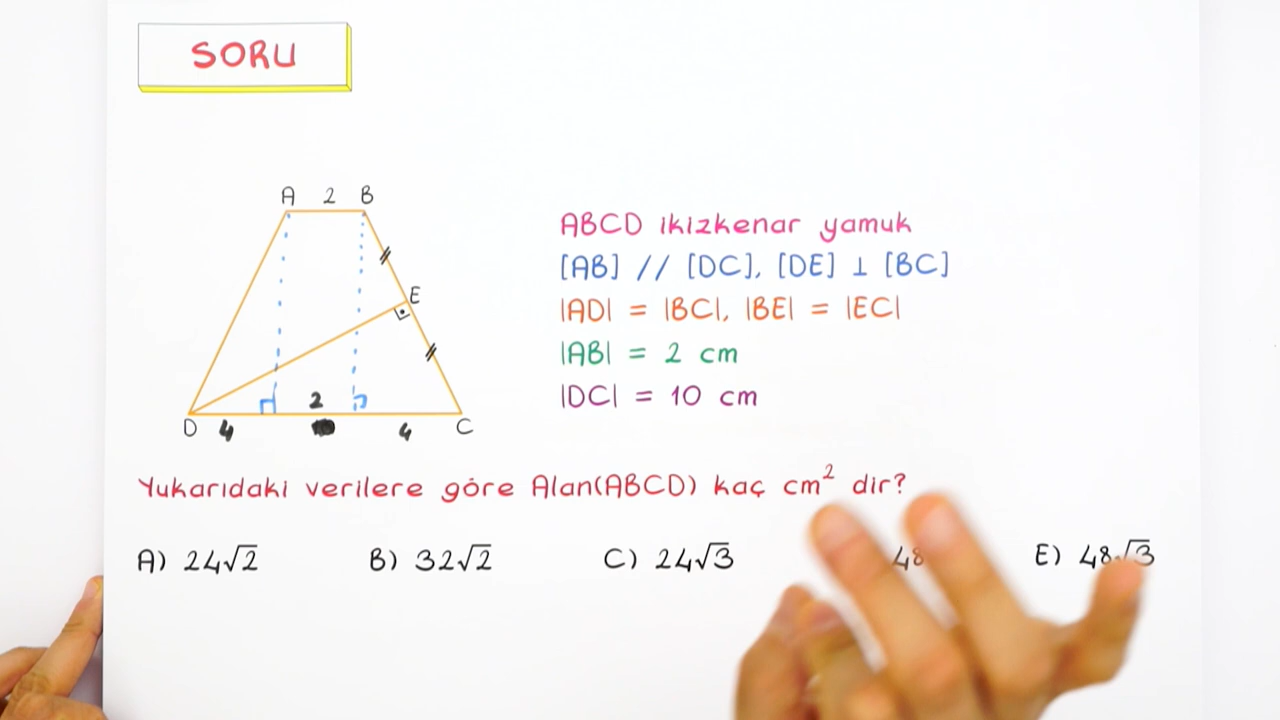 SORU
A 2 B
E
2
D 4 4 C
ABCD ikizkenar yamuk
[AB] // [DC], [DE] ⊥ [BC]
|AD| = |BC|, |BE| = |EC|
|AB| = 2 cm
|DC| = 10 cm
Yukarıdaki verilere göre Alan(ABCD) kaç cm² dir?
A) 24√2 B) 32√2 C) 24√3 48 E) 48√3